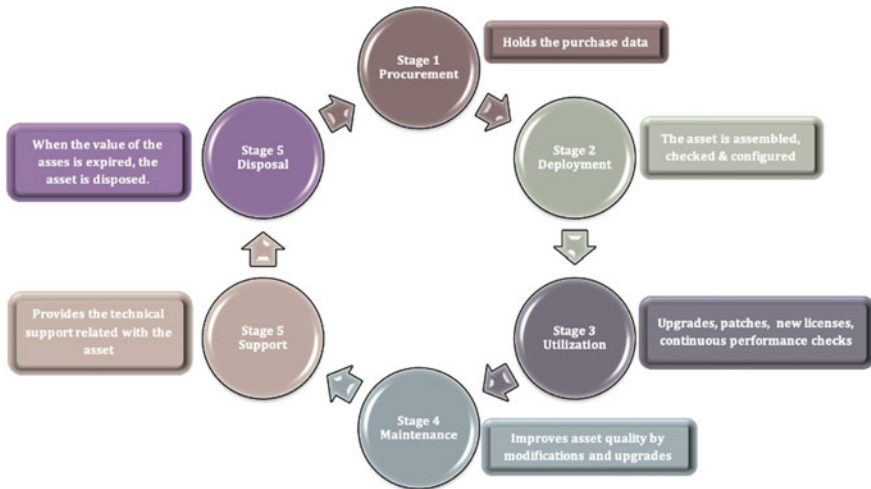 Stage 1
Procurement
Holds the purchase data
Stage 2
Deployment
The asset is assembled,
checked & configured
Stage 3
Utilization
Upgrades, patches, new licenses,
continuous performance checks
Stage 4
Maintenance
Improves asset quality by
modifications and upgrades
Stage 5
Support
Provides the technical
support related with the
asset
Stage 5
Disposal
When the value of the
asses is expired, the
asset is disposed.